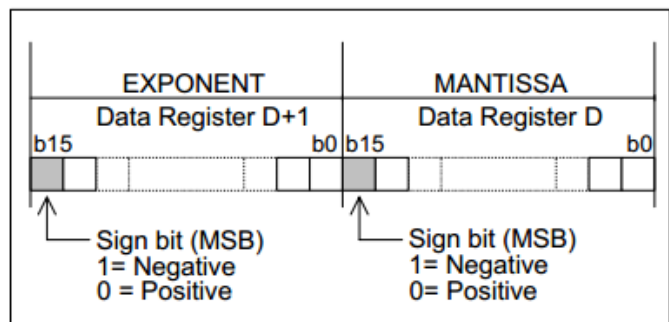 EXPONENT MANTISSA
Data Register D+1 Data Register D
b15 b0 b15 b0
Sign bit (MSB) Sign bit (MSB)
1= Negative 1= Negative
0 = Positive 0= Positive